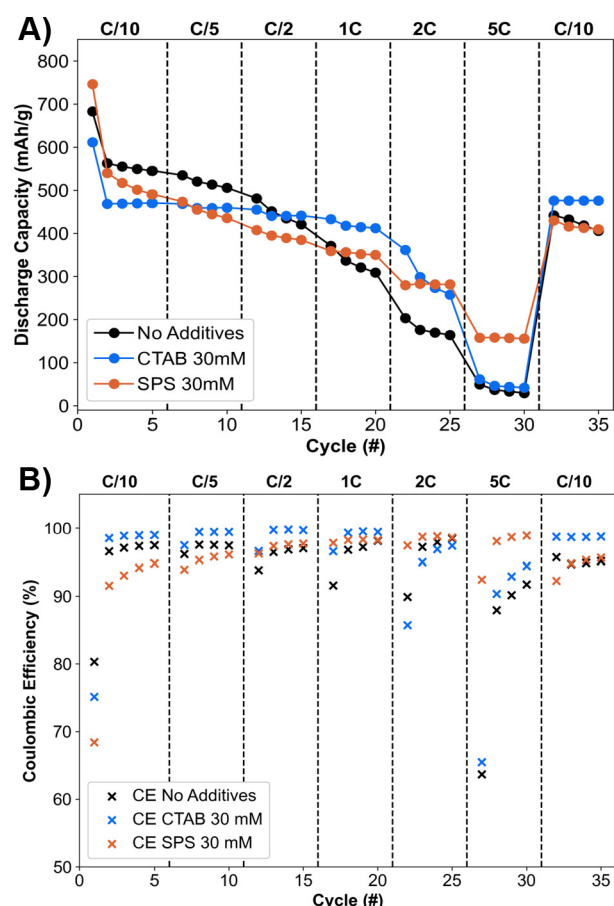 A)
C/10 C/5 C/2 1C 2C 5C C/10
800
700
600
500
400
300
200
100
0
Discharge Capacity (mAh/g)
No Additives
CTAB 30mM
SPS 30mM
0 5 10 15 20 25 30 35
Cycle (#)
B)
C/10 C/5 C/2 1C 2C 5C C/10
100
90
80
70
60
50
Coulombic Efficiency (%)
CE No Additives
CE CTAB 30 mM
CE SPS 30 mM
0 5 10 15 20 25 30 35
Cycle (#)